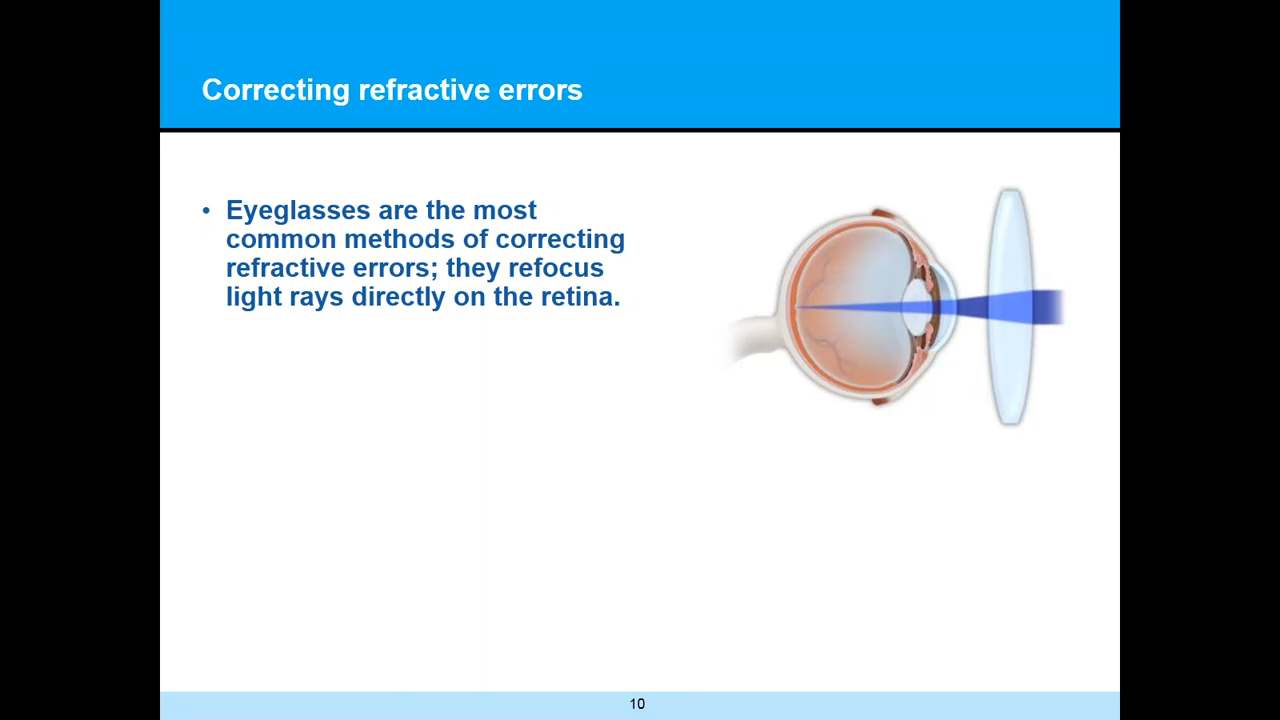 Correcting refractive errors
• Eyeglasses are the most
common methods of correcting
refractive errors; they refocus
light rays directly on the retina.
10